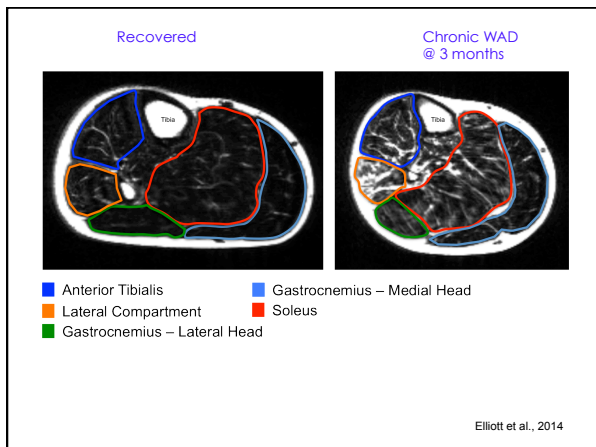 Recovered
Chronic WAD
@ 3 months
Tibia
Tibia
Anterior Tibialis
Lateral Compartment
Gastrocnemius – Lateral Head
Gastrocnemius – Medial Head
Soleus
Elliott et al., 2014